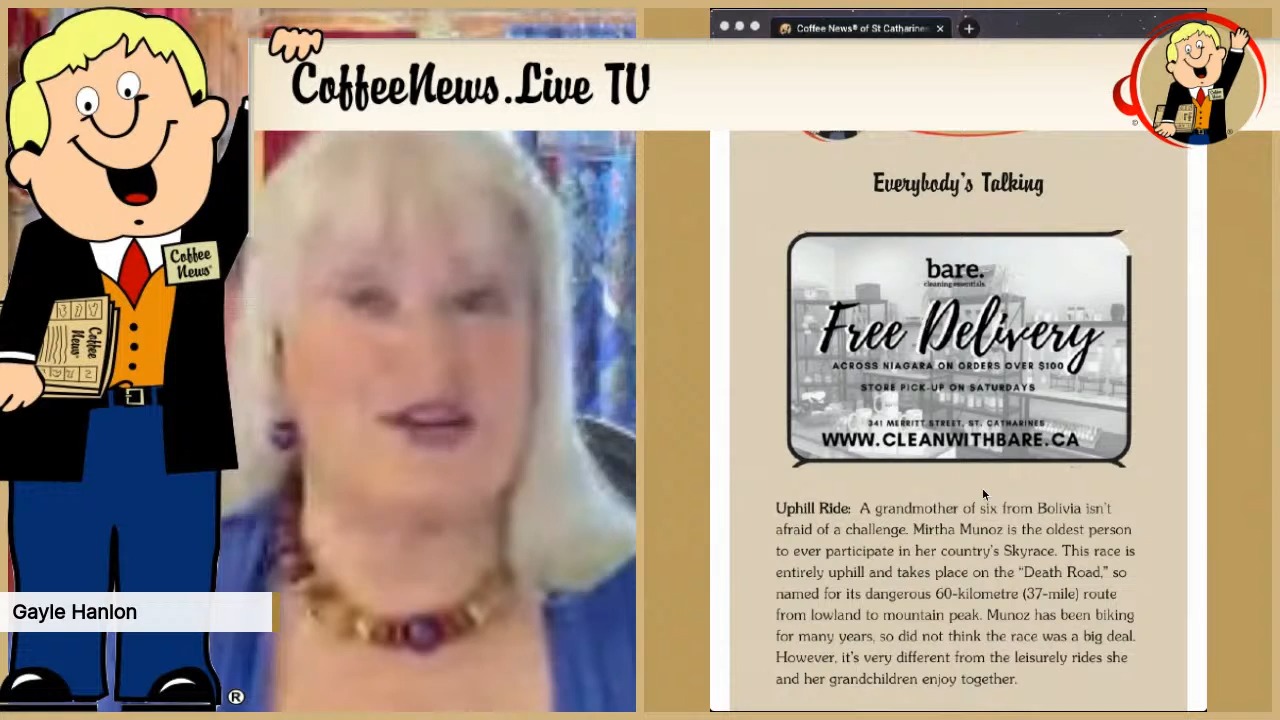 CoffeeNews.Live TV
Coffee News® of St Catharines
Coffee
News®
Coffee
News
Gayle Hanlon
®
Everybody's Talking
bare.
cleaning essentials.
Free Delivery
ACROSS NIAGARA ON ORDERS OVER $100
STORE PICK-UP ON SATURDAYS
341 MERRITT STREET, ST. CATHARINES
WWW.CLEANWITHBARE.CA
Uphill Ride: A grandmother of six from Bolivia isn't
afraid of a challenge. Mirtha Munoz is the oldest person
to ever participate in her country's Skyrace. This race is
entirely uphill and takes place on the “Death Road,” so
named for its dangerous 60-kilometre (37-mile) route
from lowland to mountain peak. Munoz has been biking
for many years, so did not think the race was a big deal.
However, it's very different from the leisurely rides she
and her grandchildren enjoy together.